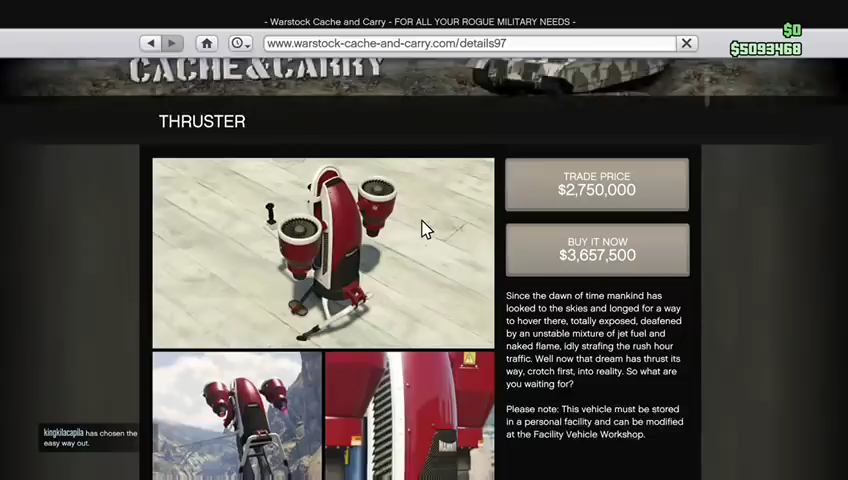 - Warstock Cache and Carry - FOR ALL YOUR ROGUE MILITARY NEEDS -
$0
www.warstock-cache-and-carry.com/details97
$5093468
CACHE&CARRY
THRUSTER
TRADE PRICE
$2,750,000
BUY IT NOW
$3,657,500
Since the dawn of time mankind has
looked to the skies and longed for a way
to hover there, totally exposed, deafened
by an unstable mixture of jet fuel and
naked flame, idly strafing the rush hour
traffic. Well now that dream has thrust its
way, crotch first, into reality. So what are
you waiting for?
Please note: This vehicle must be stored
in a personal facility and can be modified
at the Facility Vehicle Workshop.
kingkilacapila has chosen the
easy way out.